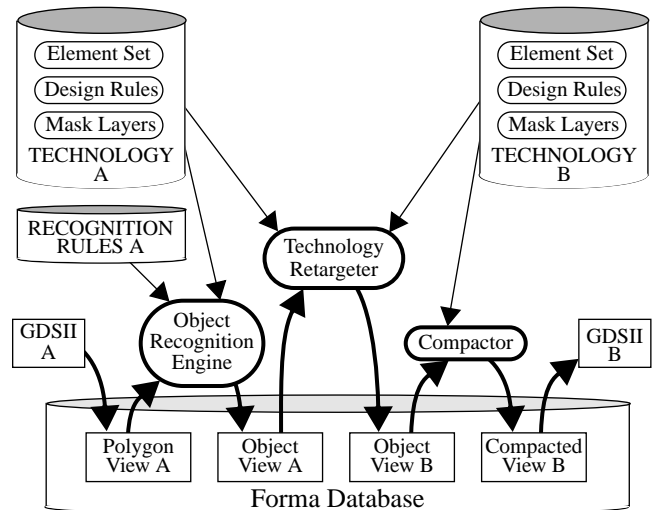 Element Set
Design Rules
Mask Layers
TECHNOLOGY
A
Element Set
Design Rules
Mask Layers
TECHNOLOGY
B
RECOGNITION
RULES A
Technology
Retargeter
GDSII
A
Object
Recognition
Engine
Compactor
GDSII
B
Polygon
View A
Object
View A
Object
View B
Compacted
View B
Forma Database